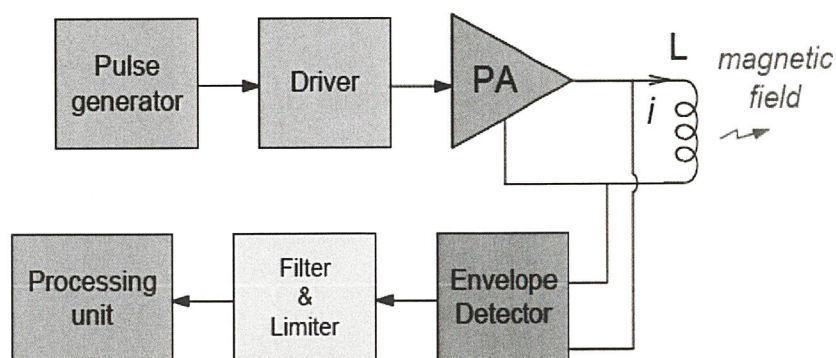 Pulse
generator
Driver
PA
L
i
magnetic
field
Processing
unit
Filter
&
Limiter
Envelope
Detector